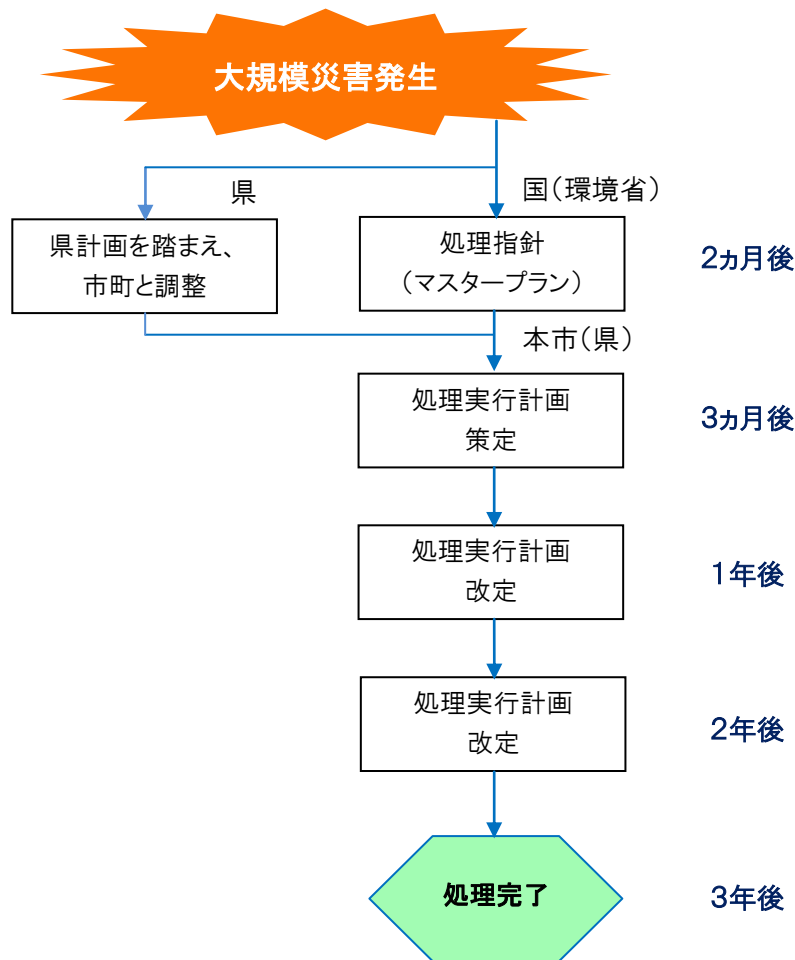 大規模災害発生
県
国（環境省）
県計画を踏まえ、
市町と調整
処理指針
（マスタープラン）
2ヵ月後
本市（県）
処理実行計画
策定
3ヵ月後
処理実行計画
改定
1年後
処理実行計画
改定
2年後
処理完了
3年後